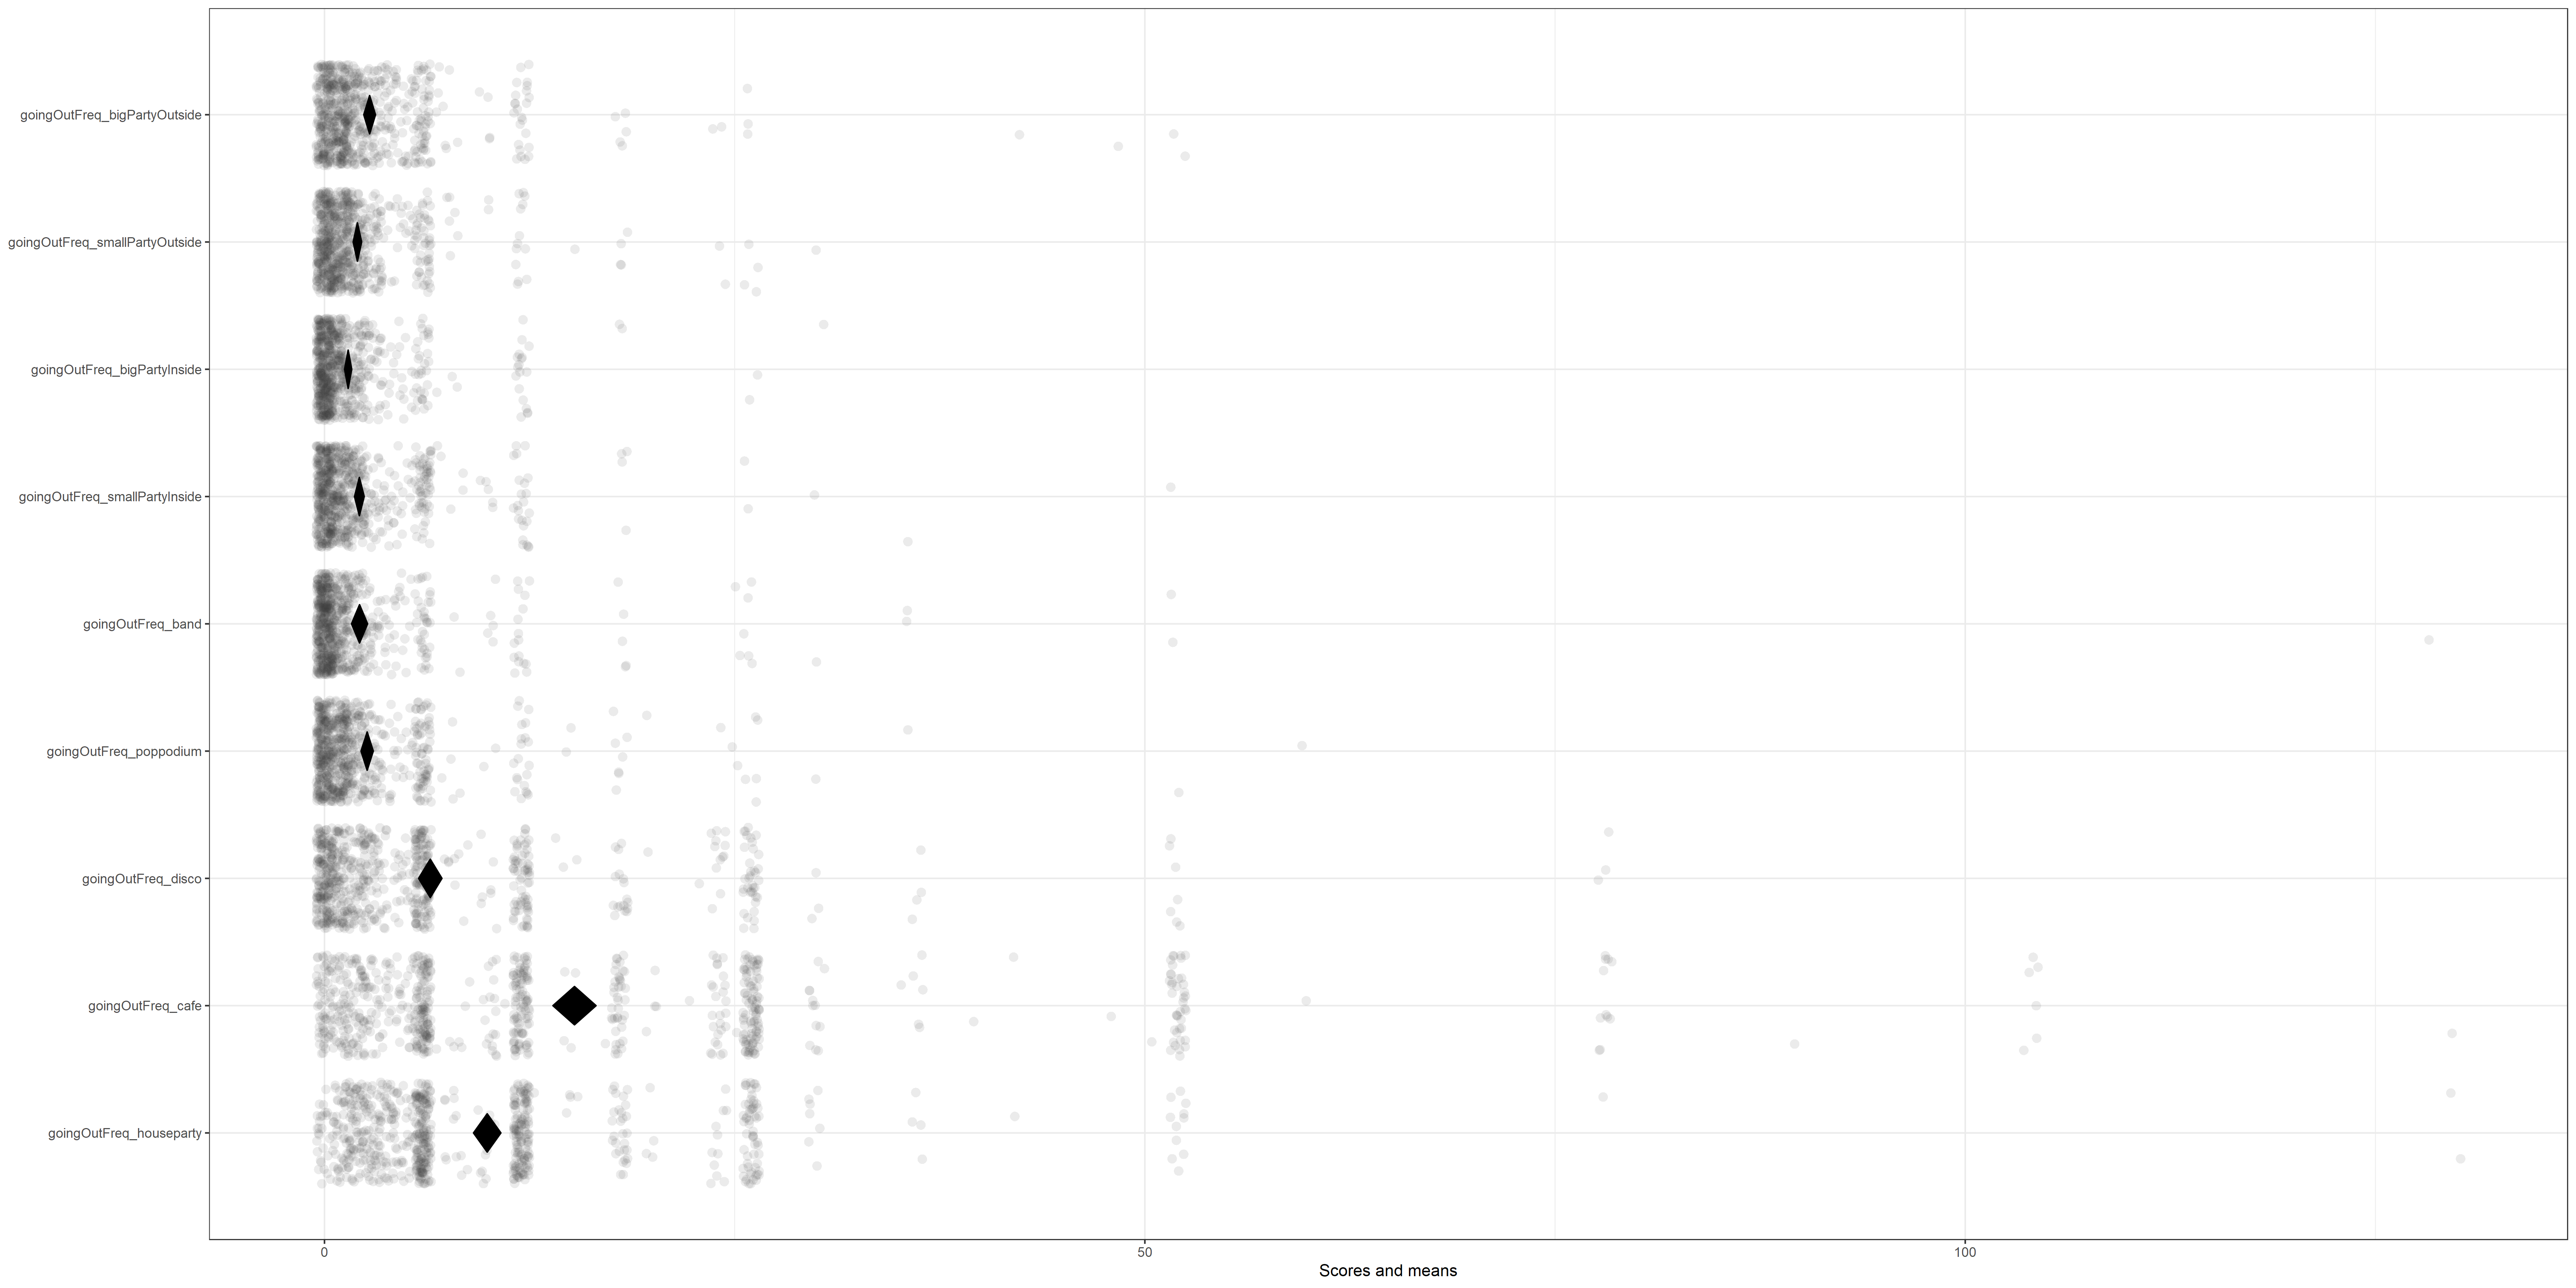 goingOutFreq_bigPartyOutside
goingOutFreq_smallPartyOutside
goingOutFreq_bigPartyInside
goingOutFreq_smallPartyInside
goingOutFreq_band
goingOutFreq_poppodium
goingOutFreq_disco
goingOutFreq_cafe
goingOutFreq_houseparty
0 50 100
Scores and means